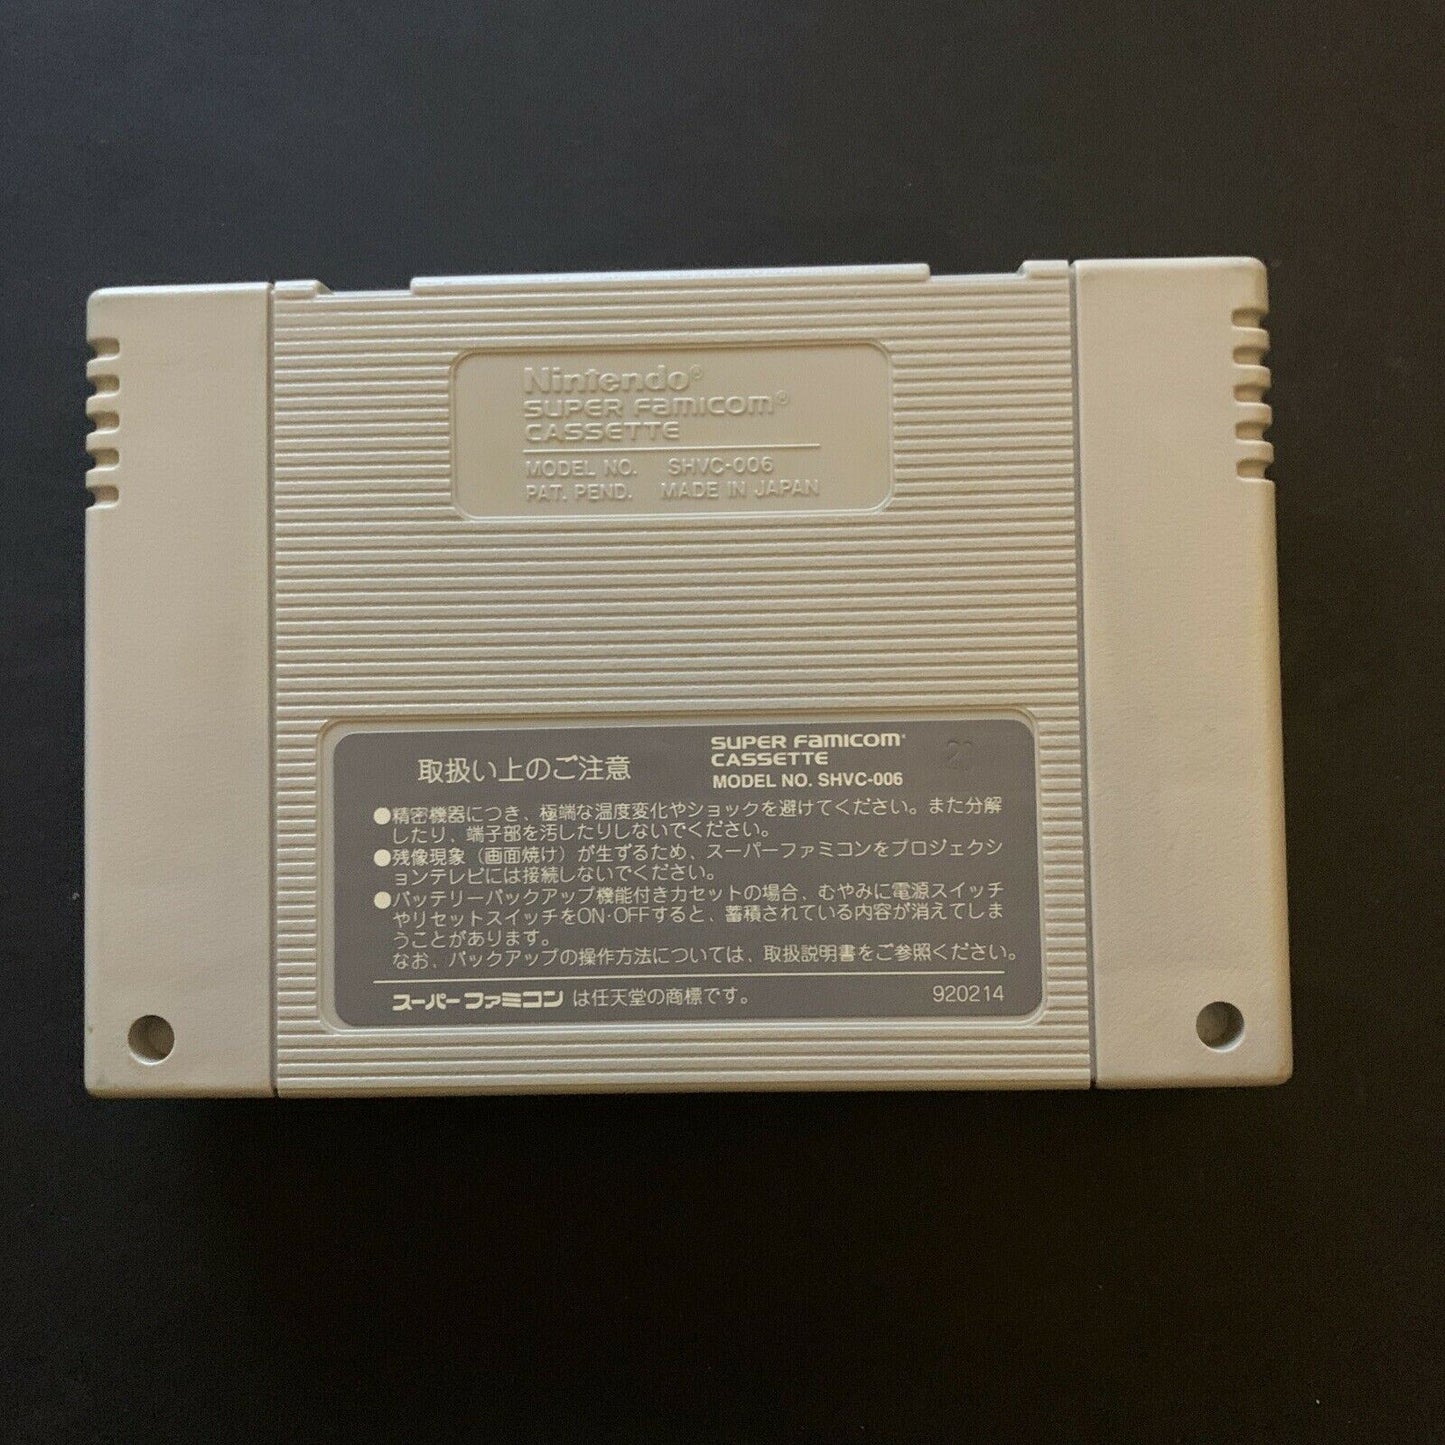 Nintendo®
SUPER FAMICOM®
CASSETTE
MODEL NO. SHVC-006
PAT. PEND. MADE IN JAPAN
取扱い上のご注意
SUPER FAMICOM®
CASSETTE
MODEL NO. SHVC-006
●精密機器につき、極端な温度変化やショックを避けてください。また分解
したり、端子部を汚したりしないでください。
●残像現象(画面焼け)が生ずるため、スーパーファミコンをプロジェクシ
ョンテレビには接続しないでください。
●バッテリーバックアップ機能付きカセットの場合、むやみに電源スイッチ
やリセットスイッチをON・OFFすると、蓄積されている内容が消えてしま
うことがあります。
なお、バックアップの操作方法については、取扱説明書をご参照ください。
スーパーファミコン は任天堂の商標です。 920214